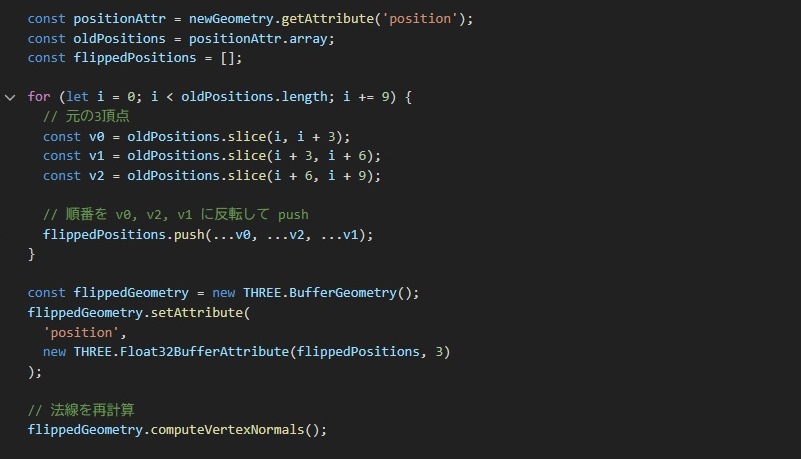 const positionAttr = newGeometry.getAttribute('position');
const oldPositions = positionAttr.array;
const flippedPositions = [];
for (let i = 0; i < oldPositions.length; i += 9) {
// 元の3頂点
const v0 = oldPositions.slice(i, i + 3);
const v1 = oldPositions.slice(i + 3, i + 6);
const v2 = oldPositions.slice(i + 6, i + 9);
// 順番を v0, v2, v1 に反転して push
flippedPositions.push(...v0, ...v2, ...v1);
}
const flippedGeometry = new THREE.BufferGeometry();
flippedGeometry.setAttribute(
'position',
new THREE.Float32BufferAttribute(flippedPositions, 3)
);
// 法線を再計算
flippedGeometry.computeVertexNormals();